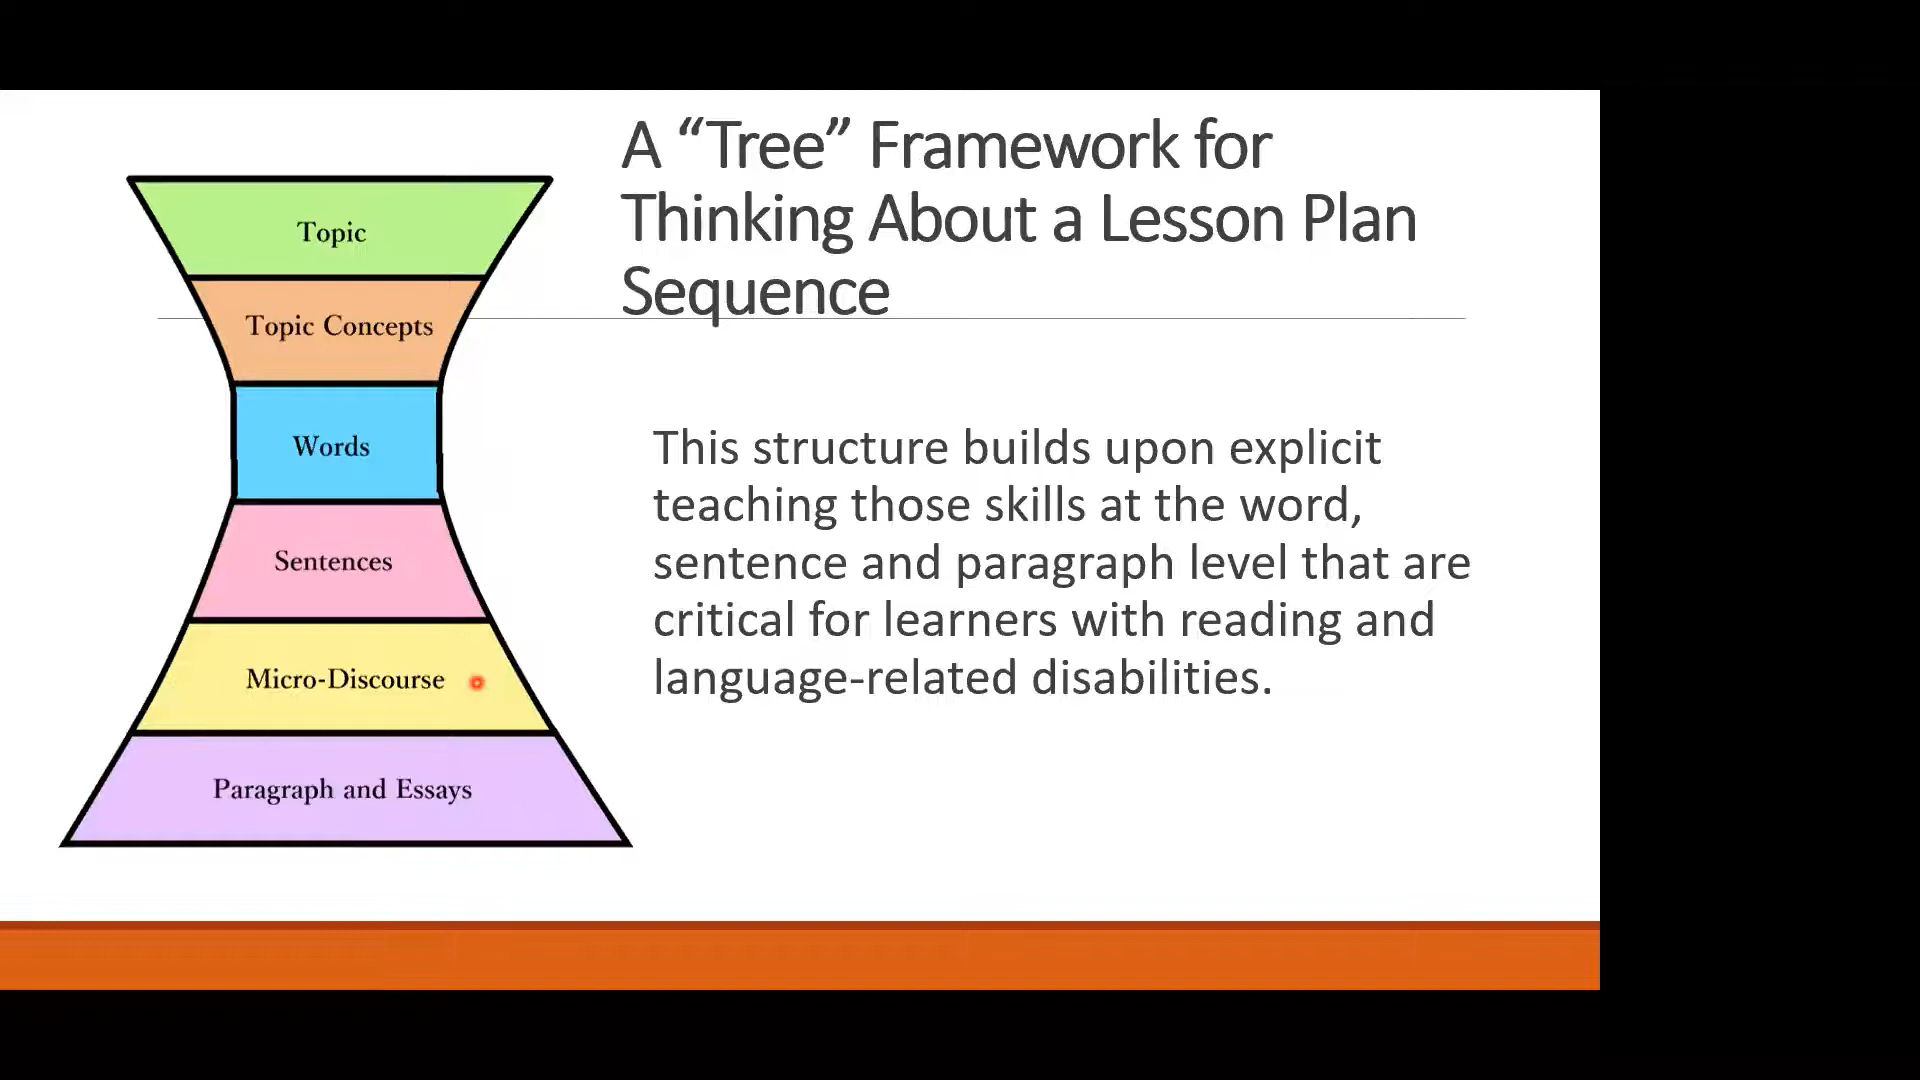 A “Tree” Framework for
Thinking About a Lesson Plan
Sequence
Topic
Topic Concepts
Words
Sentences
Micro-Discourse
Paragraph and Essays
This structure builds upon explicit
teaching those skills at the word,
sentence and paragraph level that are
critical for learners with reading and
language-related disabilities.